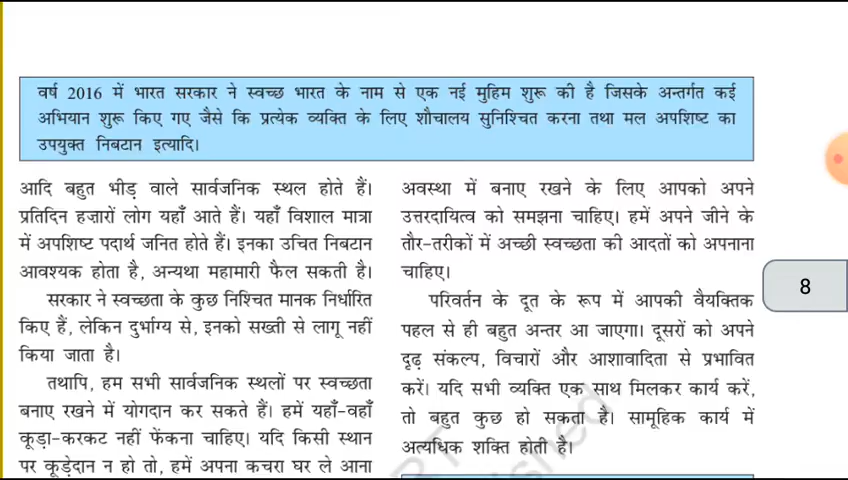 वर्ष 2016 में भारत सरकार ने स्वच्छ भारत के नाम से एक नई मुहिम शुरू की है जिसके अन्तर्गत कई
अभियान शुरू किए गए जैसे कि प्रत्येक व्यक्ति के लिए शौचालय सुनिश्चित करना तथा मल अपशिष्ट का
उपयुक्त निबटान इत्यादि।
आदि बहुत भीड़ वाले सार्वजनिक स्थल होते हैं।
प्रतिदिन हज़ारों लोग यहाँ आते हैं। यहाँ विशाल मात्रा
में अपशिष्ट पदार्थ जनित होते हैं। इनका उचित निबटान
आवश्यक होता है, अन्यथा महामारी फैल सकती है।
सरकार ने स्वच्छता के कुछ निश्चित मानक निर्धारित
किए हैं, लेकिन दुर्भाग्य से, इनको सख्ती से लागू नहीं
किया जाता है।
तथापि, हम सभी सार्वजनिक स्थलों पर स्वच्छता
बनाए रखने में योगदान कर सकते हैं। हमें यहाँ-वहाँ
कूड़ा-करकट नहीं फेंकना चाहिए। यदि किसी स्थान
पर कूड़ेदान न हो तो, हमें अपना कचरा घर ले आना
अवस्था में बनाए रखने के लिए आपको अपने
उत्तरदायित्व को समझना चाहिए। हमें अपने जीने के
तौर-तरीकों में अच्छी स्वच्छता की आदतों को अपनाना
चाहिए।
परिवर्तन के दूत के रूप में आपकी वैयक्तिक
पहल से ही बहुत अन्तर आ जाएगा। दूसरों को अपने
दृढ़ संकल्प, विचारों और आशावादिता से प्रभावित
करें। यदि सभी व्यक्ति एक साथ मिलकर कार्य करें,
तो बहुत कुछ हो सकता है। सामूहिक कार्य में
अत्यधिक शक्ति होती है।
8